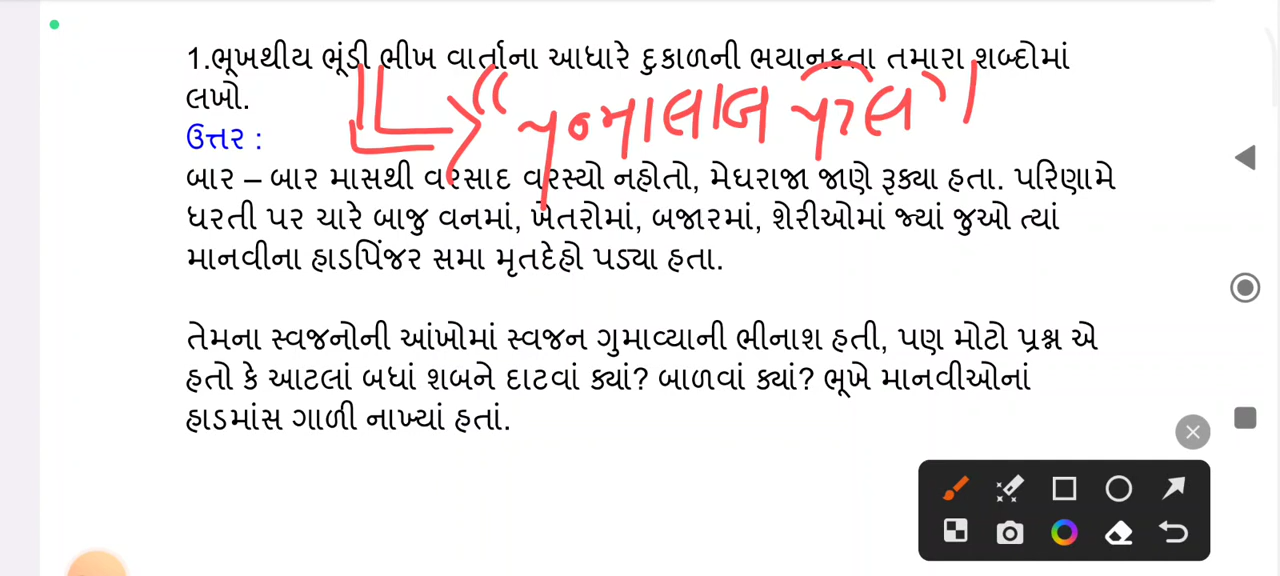 1.ભૂખથીય ભૂંડી ભીખ વાર્તાના આધારે દુકાળની ભયાનકતા તમારા શબ્દોમાં
લખો.
"પન્નાલાલ પટેલ"
ઉત્તર :
બાર – બાર માસથી વરસાદ વરસ્યો નહોતો, મેઘરાજા જાણે રૂઠ્યા હતા. પરિણામે
ધરતી પર ચારે બાજુ વનમાં, ખેતરોમાં, બજારમાં, શેરીઓમાં જ્યાં જુઓ ત્યાં
માનવીના હાડપિંજર સમા મૃતદેહો પડ્યા હતા.
તેમના સ્વજનોની આંખોમાં સ્વજન ગુમાવ્યાની ભીનાશ હતી, પણ મોટો પ્રશ્ન એ
હતો કે આટલાં બધાં શબને દાટવાં ક્યાં? બાળવાં ક્યાં? ભૂખે માનવીઓનાં
હાડમાંસ ગાળી નાખ્યાં હતાં.